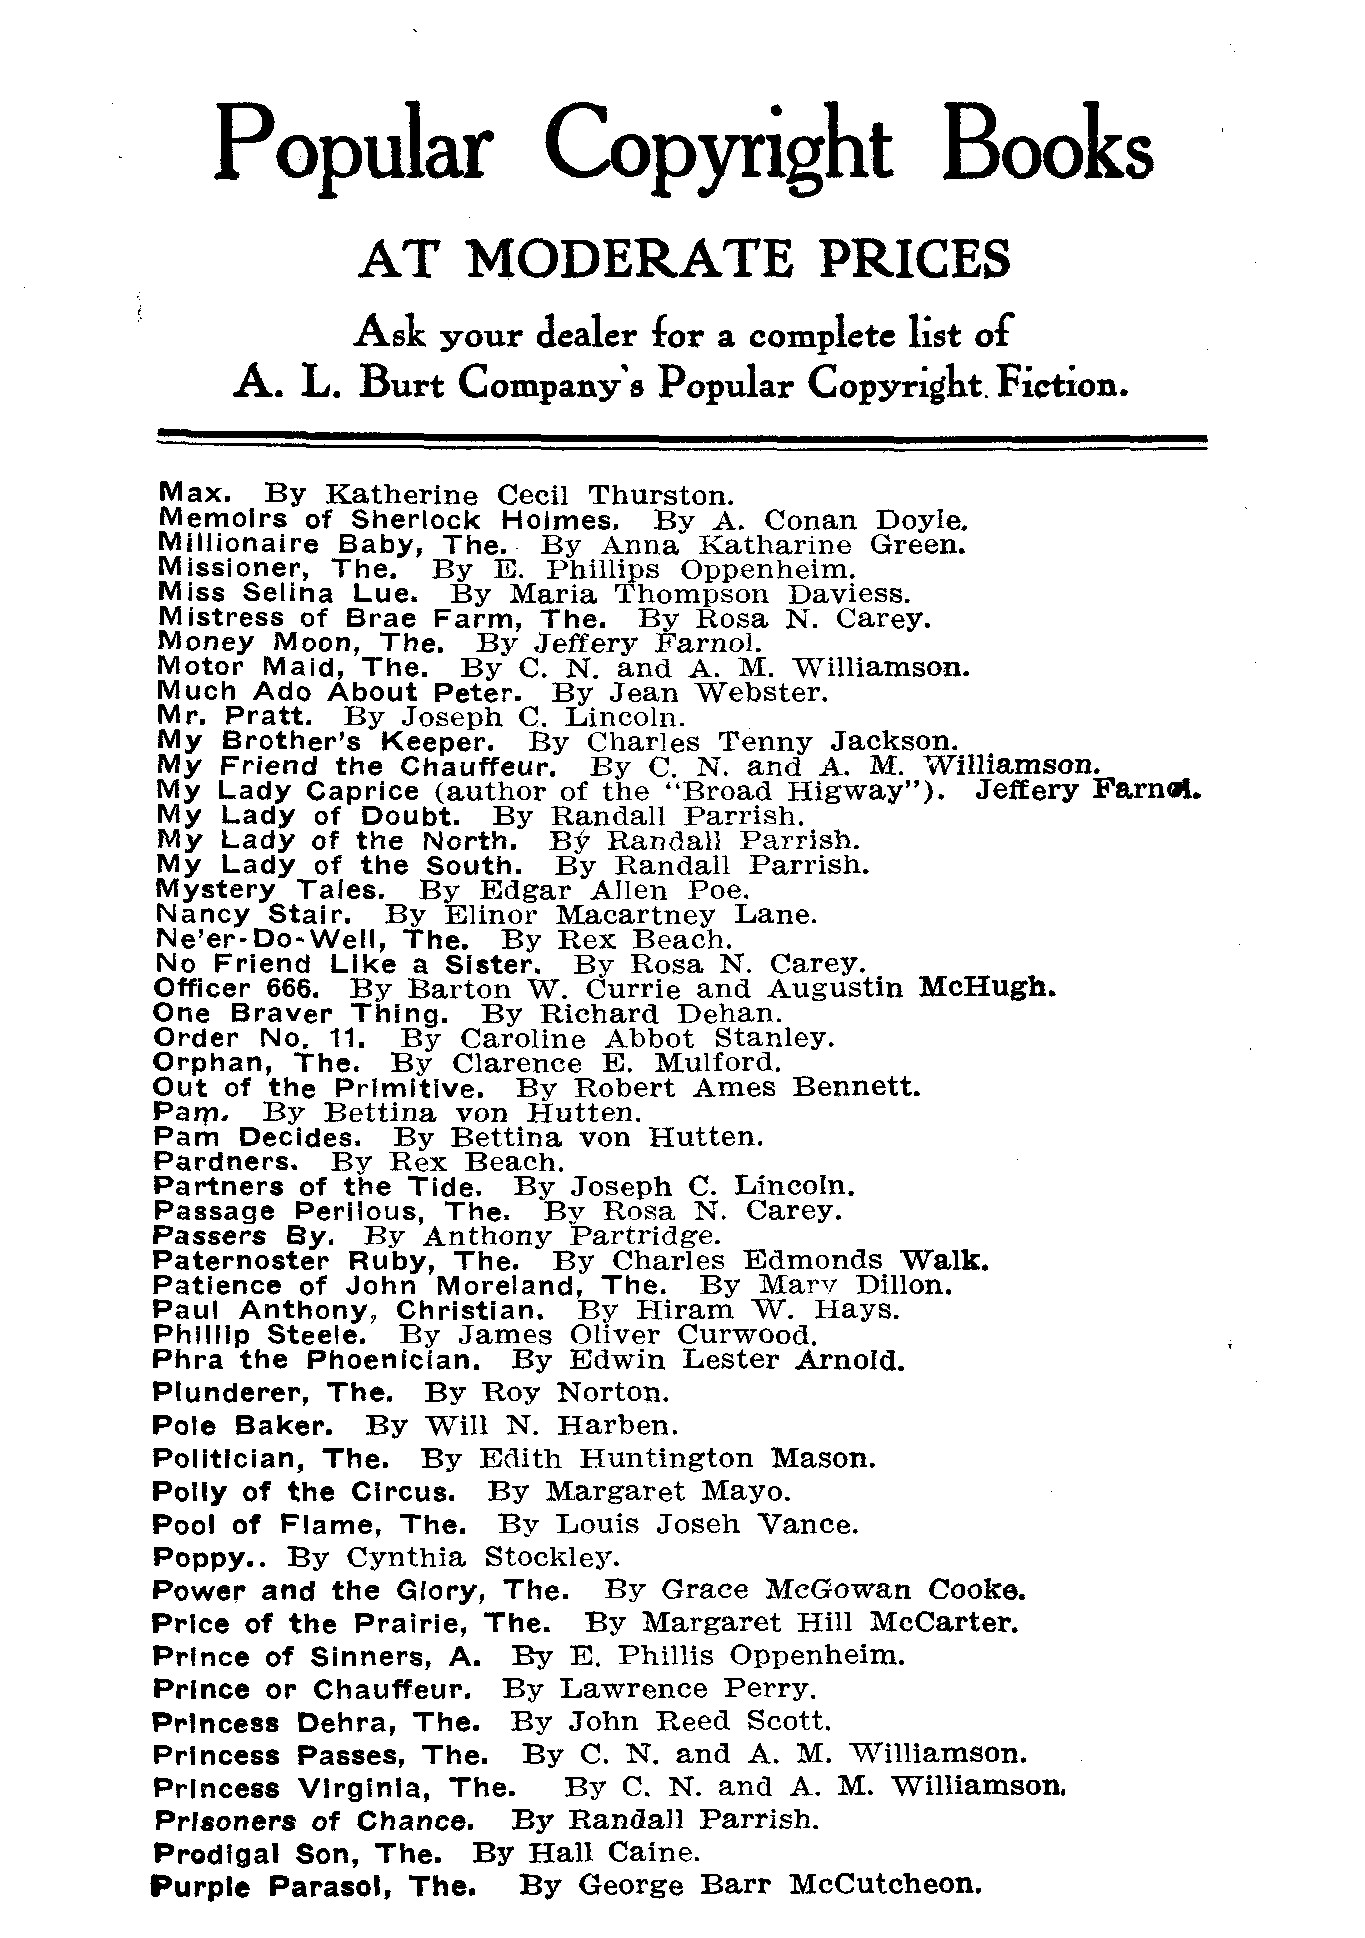 Popular Copyright Books
AT MODERATE PRICES
Ask your dealer for a complete list of
A. L. Burt Company's Popular Copyright Fiction.
Max. By Katherine Cecil Thurston.
Memoirs of Sherlock Holmes. By A. Conan Doyle.
Millionaire Baby, The. By Anna Katharine Green.
Missioner, The. By E. Phillips Oppenheim.
Miss Selina Lue. By Maria Thompson Daviess.
Mistress of Brae Farm, The. By Rosa N. Carey.
Money Moon, The. By Jeffery Farnol.
Motor Maid, The. By C. N. and A. M. Williamson.
Much Ado About Peter. By Jean Webster.
Mr. Pratt. By Joseph C. Lincoln.
My Brother's Keeper. By Charles Tenny Jackson.
My Friend the Chauffeur. By C. N. and A. M. Williamson.
My Lady Caprice (author of the "Broad Higway"). Jeffery Farnol.
My Lady of Doubt. By Randall Parrish.
My Lady of the North. By Randall Parrish.
My Lady of the South. By Randall Parrish.
Mystery Tales. By Edgar Allen Poe.
Nancy Stair. By Elinor Macartney Lane.
Ne'er-Do-Well, The. By Rex Beach.
No Friend Like a Sister. By Rosa N. Carey.
Officer 666. By Barton W. Currie and Augustin McHugh.
One Braver Thing. By Richard Dehan.
Order No. 11. By Caroline Abbot Stanley.
Orphan, The. By Clarence E. Mulford.
Out of the Primitive. By Robert Ames Bennett.
Pam. By Bettina von Hutten.
Pam Decides. By Bettina von Hutten.
Pardners. By Rex Beach.
Partners of the Tide. By Joseph C. Lincoln.
Passage Perilous, The. By Rosa N. Carey.
Passers By. By Anthony Partridge.
Paternoster Ruby, The. By Charles Edmonds Walk.
Patience of John Moreland, The. By Mary Dillon.
Paul Anthony, Christian. By Hiram W. Hays.
Phillip Steele. By James Oliver Curwood.
Phra the Phoenician. By Edwin Lester Arnold.
Plunderer, The. By Roy Norton.
Pole Baker. By Will N. Harben.
Politician, The. By Edith Huntington Mason.
Polly of the Circus. By Margaret Mayo.
Pool of Flame, The. By Louis Joseh Vance.
Poppy.. By Cynthia Stockley.
Power and the Glory, The. By Grace McGowan Cooke.
Price of the Prairie, The. By Margaret Hill McCarter.
Prince of Sinners, A. By E. Phillis Oppenheim.
Prince or Chauffeur. By Lawrence Perry.
Princess Dehra, The. By John Reed Scott.
Princess Passes, The. By C. N. and A. M. Williamson.
Princess Virginia, The. By C. N. and A. M. Williamson.
Prisoners of Chance. By Randall Parrish.
Prodigal Son, The. By Hall Caine.
Purple Parasol, The. By George Barr McCutcheon.